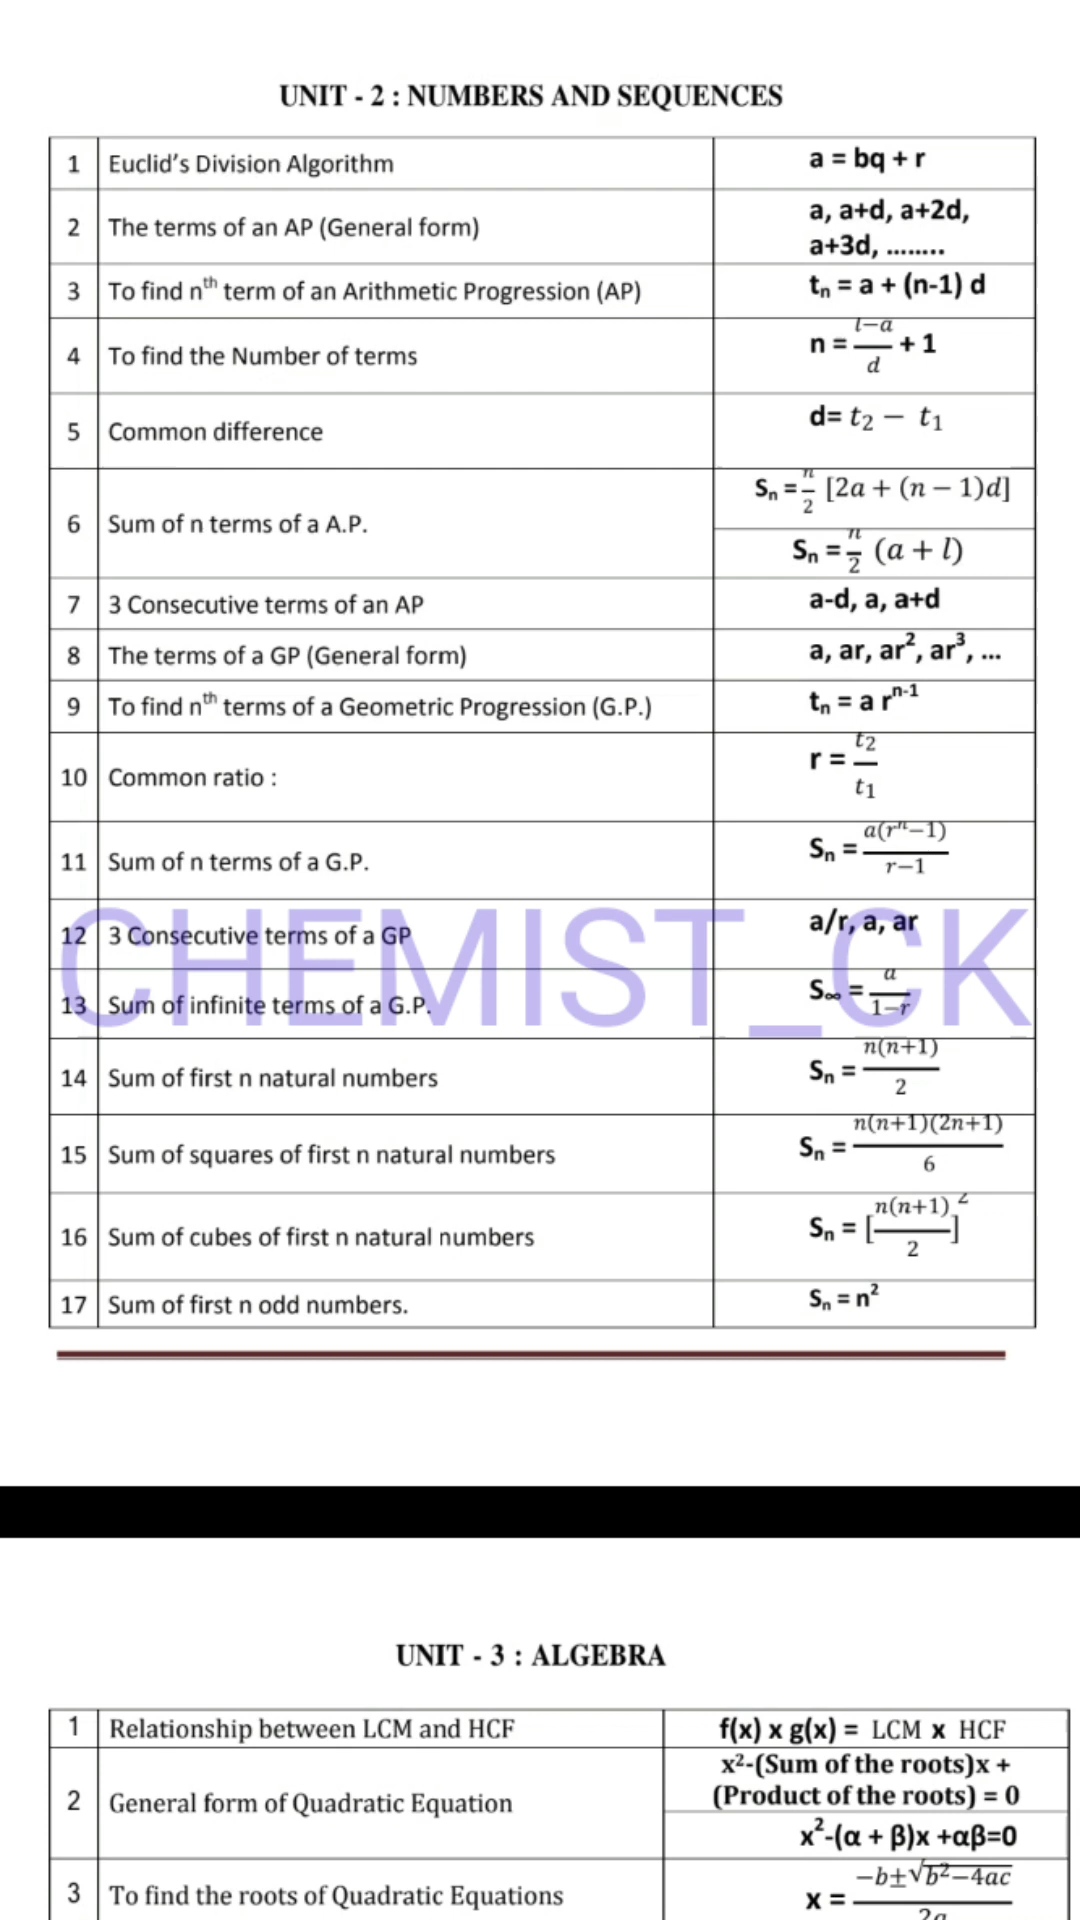 UNIT - 2 : NUMBERS AND SEQUENCES
1 Euclid's Division Algorithm a = bq + r
2 The terms of an AP (General form) a, a+d, a+2d,
a+3d, ........
3 To find nᵗʰ term of an Arithmetic Progression (AP) tₙ = a + (n-1) d
4 To find the Number of terms n = (l−a)/d + 1
5 Common difference d= t₂ − t₁
6 Sum of n terms of a A.P. Sₙ = n/2 [2a + (n − 1)d]
Sₙ = n/2 (a + l)
7 3 Consecutive terms of an AP a-d, a, a+d
8 The terms of a GP (General form) a, ar, ar², ar³, ...
9 To find nᵗʰ terms of a Geometric Progression (G.P.) tₙ = a rⁿ⁻¹
10 Common ratio : r = t₂/t₁
11 Sum of n terms of a G.P. Sₙ = a(rⁿ−1)/r−1
CHEMIST_CK
12 3 Consecutive terms of a GP a/r, a, ar
13 Sum of infinite terms of a G.P. S∞ = a/1−r
14 Sum of first n natural numbers Sₙ = n(n+1)/2
15 Sum of squares of first n natural numbers Sₙ = n(n+1)(2n+1)/6
16 Sum of cubes of first n natural numbers Sₙ = [n(n+1)/2]²
17 Sum of first n odd numbers. Sₙ = n²
UNIT - 3 : ALGEBRA
1 Relationship between LCM and HCF f(x) x g(x) = LCM x HCF
2 General form of Quadratic Equation x²-(Sum of the roots)x +
(Product of the roots) = 0
x²-(α + β)x +αβ=0
3 To find the roots of Quadratic Equations x = −b±√b²−4ac/2a